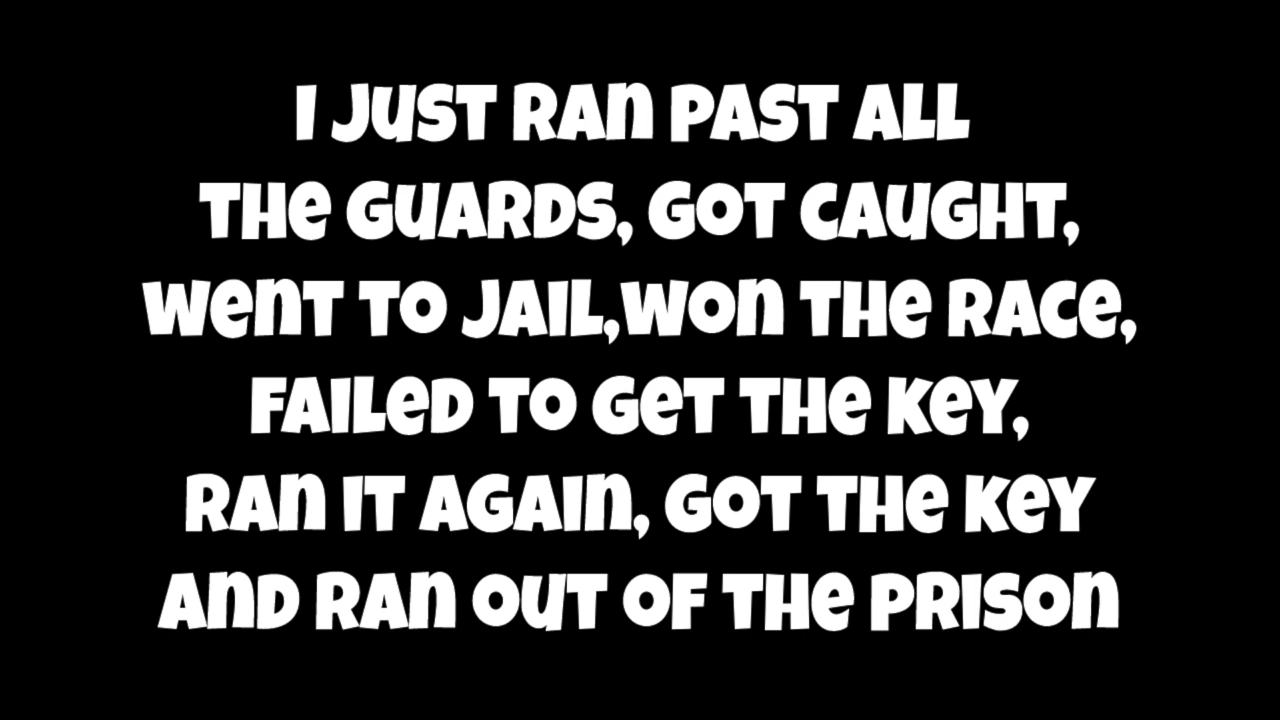 I JUST RAN PAST ALL
THE GUARDS, GOT CAUGHT,
WENT TO JAIL,WON THE RACE,
FAILED TO GET THE KEY,
RAN IT AGAIN, GOT THE KEY
AND RAN OUT OF THE PRISON